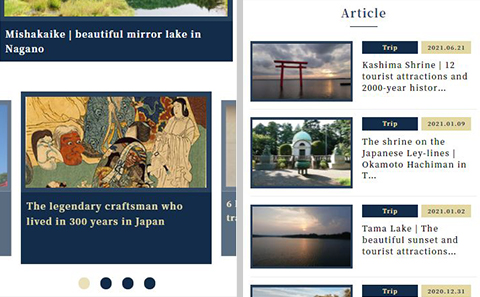 Mishakaike | beautiful mirror lake in
Nagano
The legendary craftsman who
lived in 300 years in Japan
6
tra
Article
Trip
2021.06.21
Kashima Shrine | 12
tourist attractions and
2000-year histor...
Trip
2021.01.09
The shrine on the
Japanese Ley-lines |
Okamoto Hachiman in
T...
Trip
2021.01.02
Tama Lake | The
beautiful sunset and
tourist attractions...
Trip
2020.12.31